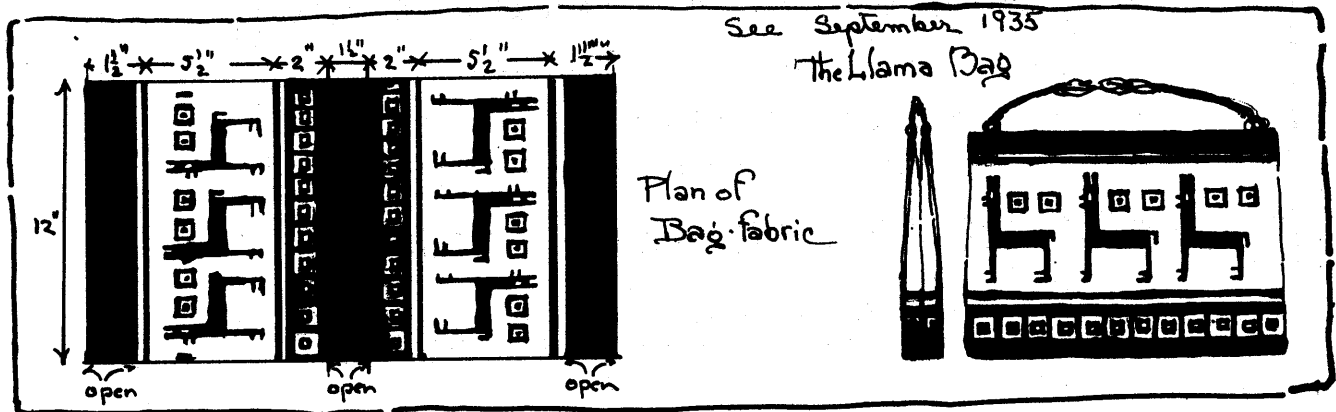 See September 1935
The Llama Bag
1½" 5½" 2" 1½" 2" 5½" 1½"
12"
Plan of
Bag·fabric
open open open